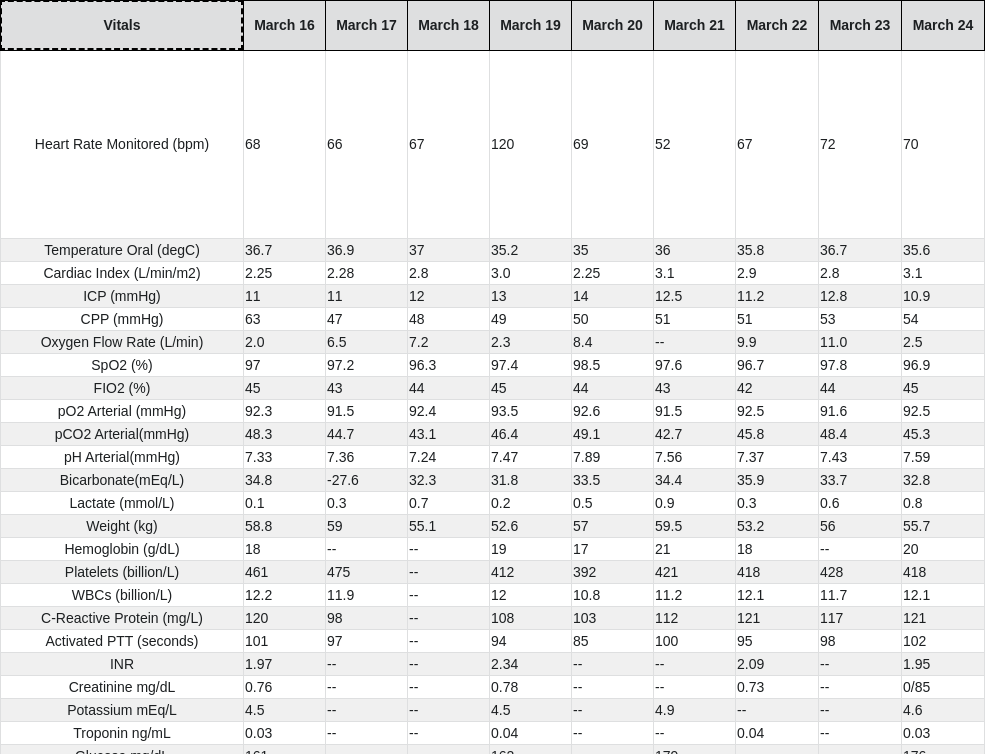 Vitals March 16 March 17 March 18 March 19 March 20 March 21 March 22 March 23 March 24
Heart Rate Monitored (bpm) 68 66 67 120 69 52 67 72 70
Temperature Oral (degC) 36.7 36.9 37 35.2 35 36 35.8 36.7 35.6
Cardiac Index (L/min/m2) 2.25 2.28 2.8 3.0 2.25 3.1 2.9 2.8 3.1
ICP (mmHg) 11 11 12 13 14 12.5 11.2 12.8 10.9
CPP (mmHg) 63 47 48 49 50 51 51 53 54
Oxygen Flow Rate (L/min) 2.0 6.5 7.2 2.3 8.4 -- 9.9 11.0 2.5
SpO2 (%) 97 97.2 96.3 97.4 98.5 97.6 96.7 97.8 96.9
FIO2 (%) 45 43 44 45 44 43 42 44 45
pO2 Arterial (mmHg) 92.3 91.5 92.4 93.5 92.6 91.5 92.5 91.6 92.5
pCO2 Arterial(mmHg) 48.3 44.7 43.1 46.4 49.1 42.7 45.8 48.4 45.3
pH Arterial(mmHg) 7.33 7.36 7.24 7.47 7.89 7.56 7.37 7.43 7.59
Bicarbonate(mEq/L) 34.8 -27.6 32.3 31.8 33.5 34.4 35.9 33.7 32.8
Lactate (mmol/L) 0.1 0.3 0.7 0.2 0.5 0.9 0.3 0.6 0.8
Weight (kg) 58.8 59 55.1 52.6 57 59.5 53.2 56 55.7
Hemoglobin (g/dL) 18 -- -- 19 17 21 18 -- 20
Platelets (billion/L) 461 475 -- 412 392 421 418 428 418
WBCs (billion/L) 12.2 11.9 -- 12 10.8 11.2 12.1 11.7 12.1
C-Reactive Protein (mg/L) 120 98 -- 108 103 112 121 117 121
Activated PTT (seconds) 101 97 -- 94 85 100 95 98 102
INR 1.97 -- -- 2.34 -- -- 2.09 -- 1.95
Creatinine mg/dL 0.76 -- -- 0.78 -- -- 0.73 -- 0/85
Potassium mEq/L 4.5 -- -- 4.5 -- 4.9 -- -- 4.6
Troponin ng/mL 0.03 -- -- 0.04 -- -- 0.04 -- 0.03